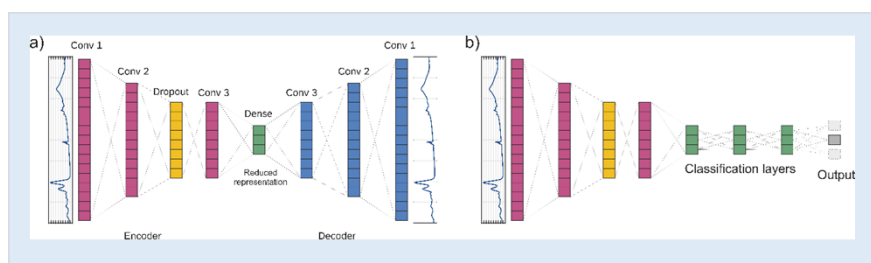 a)
Conv 1
Conv 2
Dropout
Conv 3
Dense
Reduced
representation
Conv 3
Conv 2
Conv 1
Encoder
Decoder
b)
Classification layers
Output